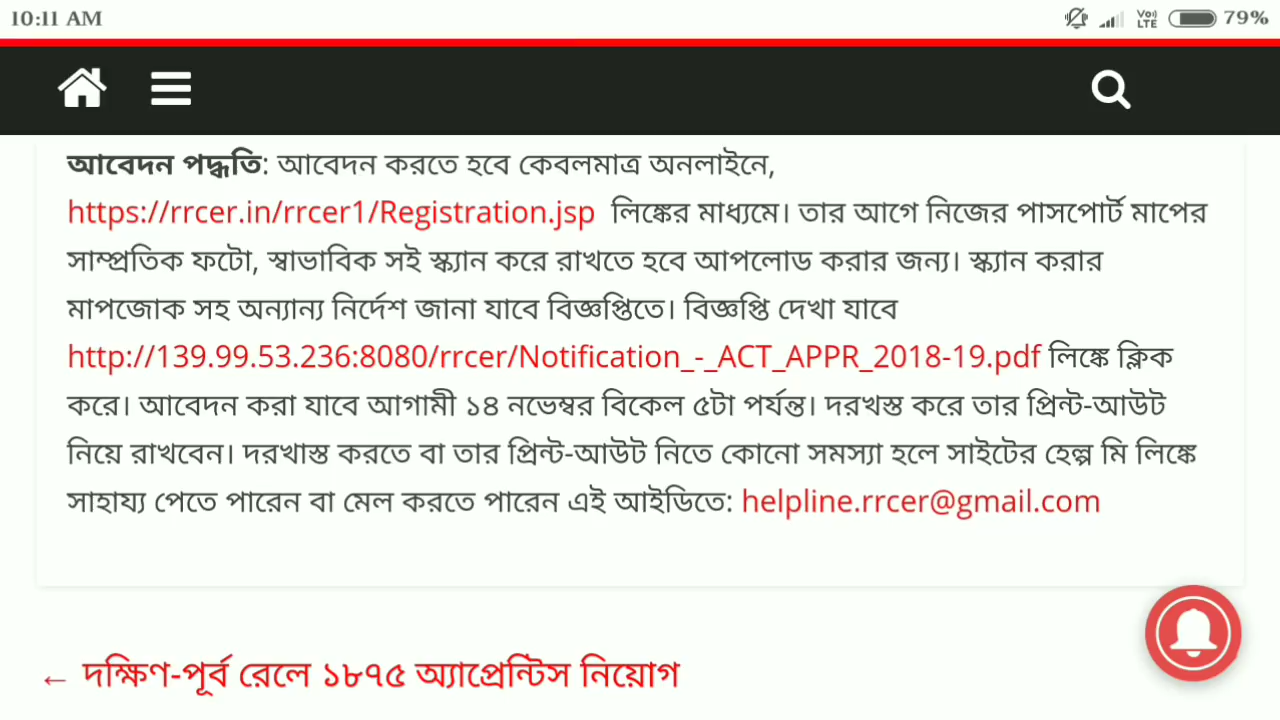 10:11 AM
Vo)) LTE 79%
আবেদন পদ্ধতি: আবেদন করতে হবে কেবলমাত্র অনলাইনে,
https://rrcer.in/rrcer1/Registration.jsp লিঙ্কের মাধ্যমে। তার আগে নিজের পাসপোর্ট মাপের
সাম্প্রতিক ফটো, স্বাভাবিক সই স্ক্যান করে রাখতে হবে আপলোড করার জন্য। স্ক্যান করার
মাপজোক সহ অন্যান্য নির্দেশ জানা যাবে বিজ্ঞপ্তিতে। বিজ্ঞপ্তি দেখা যাবে
http://139.99.53.236:8080/rrcer/Notification_-_ACT_APPR_2018-19.pdf লিঙ্কে ক্লিক
করে। আবেদন করা যাবে আগামী ১৪ নভেম্বর বিকেল ৫টা পর্যন্ত। দরখস্ত করে তার প্রিন্ট-আউট
নিয়ে রাখবেন। দরখাস্ত করতে বা তার প্রিন্ট-আউট নিতে কোনো সমস্যা হলে সাইটের হেল্প মি লিঙ্কে
সাহায্য পেতে পারেন বা মেল করতে পারেন এই আইডিতে: helpline.rrcer@gmail.com
← দক্ষিণ-পূর্ব রেলে ১৮৭৫ অ্যাপ্রেন্টিস নিয়োগ